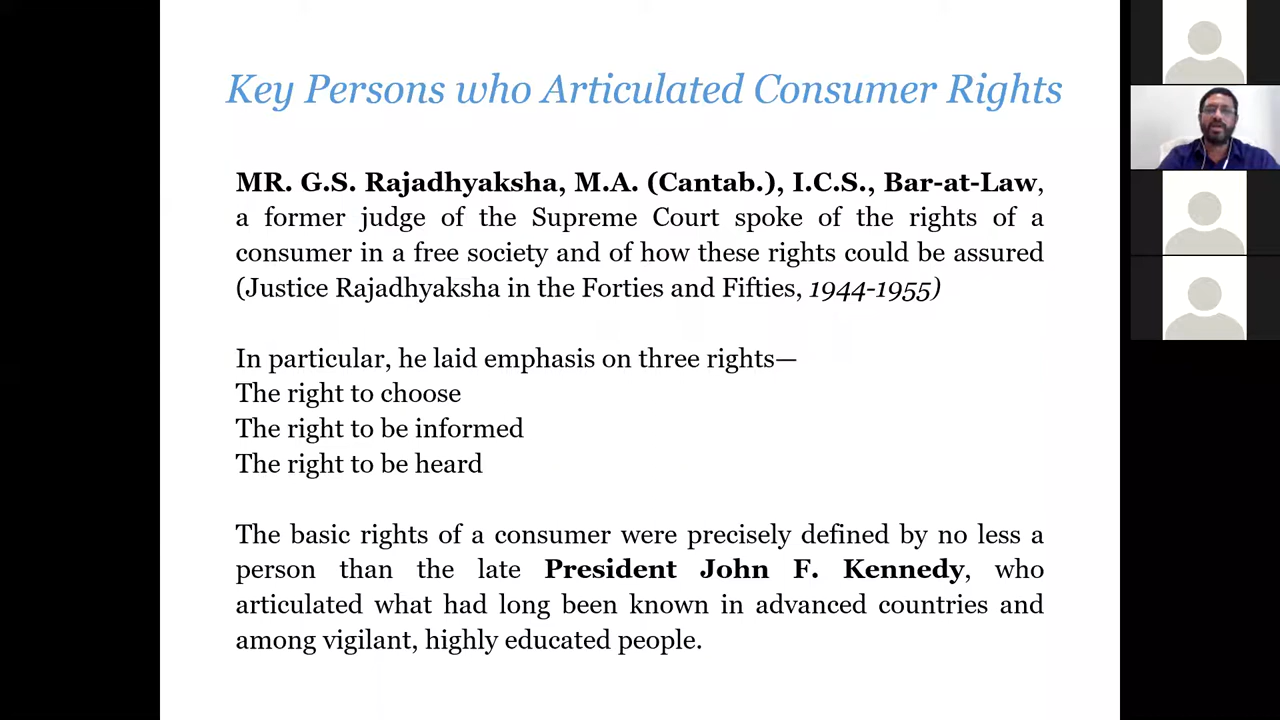 Key Persons who Articulated Consumer Rights
MR. G.S. Rajadhyaksha, M.A. (Cantab.), I.C.S., Bar-at-Law,
a former judge of the Supreme Court spoke of the rights of a
consumer in a free society and of how these rights could be assured
(Justice Rajadhyaksha in the Forties and Fifties, 1944-1955)
In particular, he laid emphasis on three rights—
The right to choose
The right to be informed
The right to be heard
The basic rights of a consumer were precisely defined by no less a
person than the late President John F. Kennedy, who
articulated what had long been known in advanced countries and
among vigilant, highly educated people.